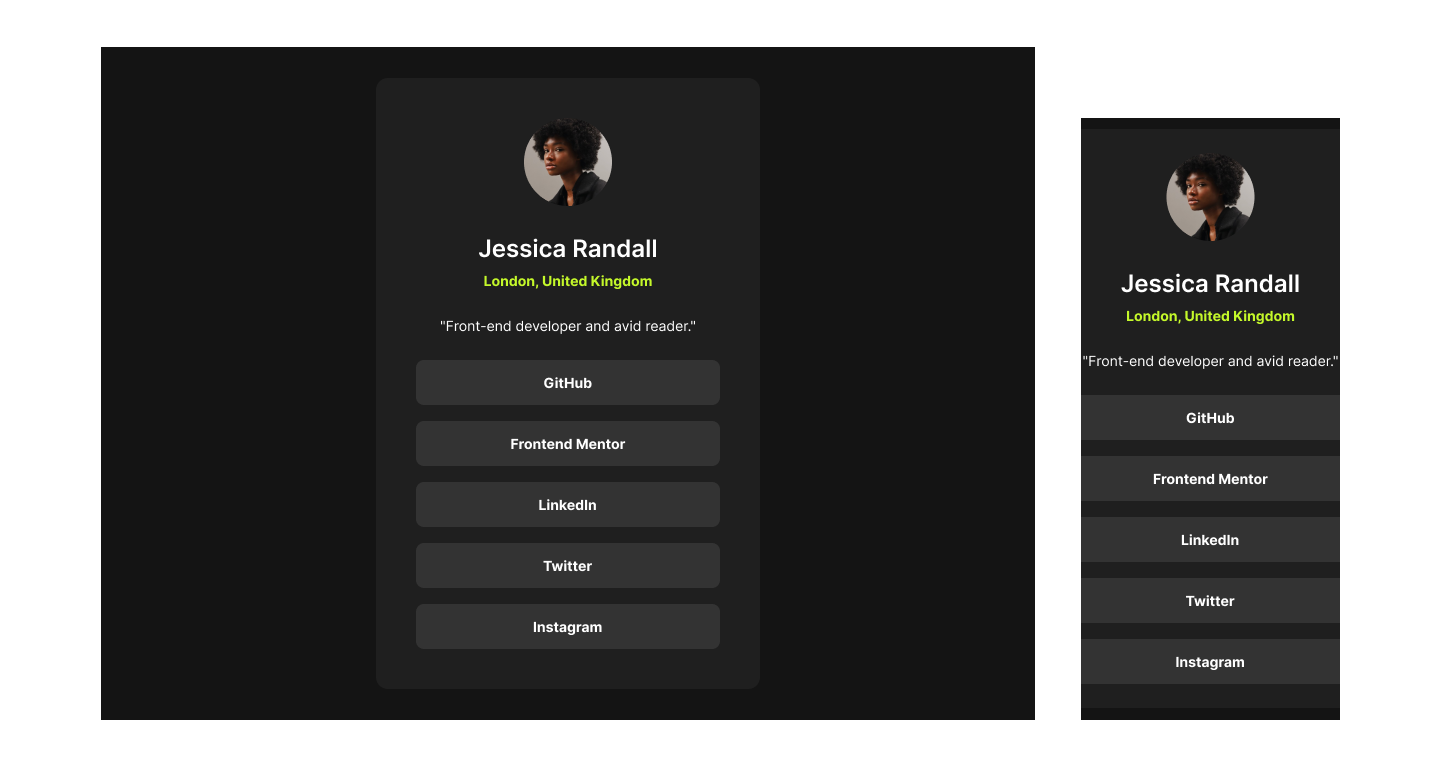 Jessica Randall
London, United Kingdom
"Front-end developer and avid reader."
GitHub
Frontend Mentor
LinkedIn
Twitter
Instagram
Jessica Randall
London, United Kingdom
"Front-end developer and avid reader."
GitHub
Frontend Mentor
LinkedIn
Twitter
Instagram